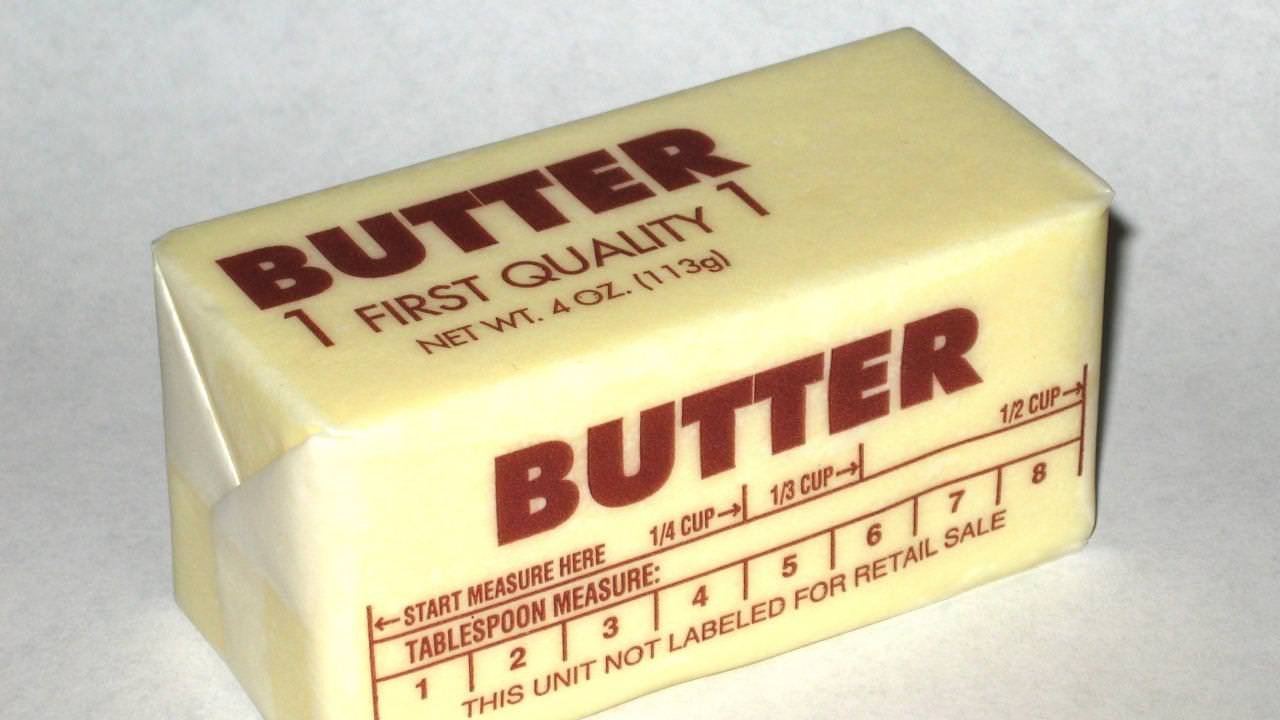 BUTTER
1 FIRST QUALITY 1
NET WT. 4 OZ. (113g)
BUTTER
1/2 CUP→
1/4 CUP→ 1/3 CUP→
←START MEASURE HERE
TABLESPOON MEASURE:
1 2 3 4 5 6 7 8
THIS UNIT NOT LABELED FOR RETAIL SALE